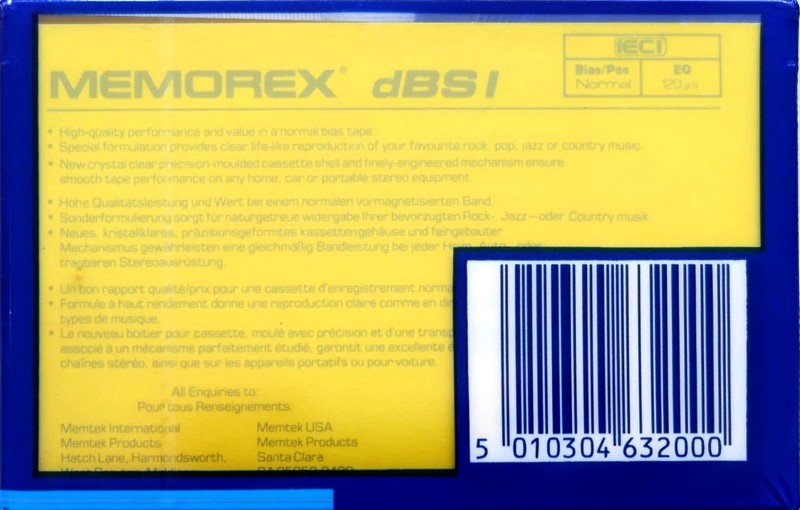 IECI
Bias/Pos EQ
Normal 120 µs
MEMOREX® dBS I
• High-quality performance and value in a normal bias tape.
• Special formulation provides clear life-like reproduction of your favourite rock, pop, jazz or country music.
• New crystal clear precision-moulded cassette shell and finely-engineered mechanism ensure
smooth tape performance on any home, car or portable stereo equipment.
• Hohe Qualitätsleistung und Wert bei einem normalen vormagnetisierten Band.
• Sonderformulierung sorgt für naturgetreue widergabe Ihrer bevorzugten Rock-, Jazz-oder Country musik
• Neues, kristallklares, präzisionsgeformtes kassettengehäuse und feingebauter
Mechanismus gewährleisten eine gleichmäßig Bandleistung bei jeder Heim, Auto- oder
tragbaren Stereoausrüstung.
• Un bon rapport qualité/prix pour une cassette d'enregistrement
• Formule à haut rendement donne une reproduction claire comme en
types de musique.
• Le nouveau boitier pour cassette, moulé avec précision et d'une
associé à un mécanisme parfaitement étudié, garantit une excellente
chaînes stéréo, ainsi que sur les appareils portatifs ou pour voiture.
All Enquiries to:
Pour tous Renseignements:
Memtek International Memtek USA
Memtek Products Memtek Products
Hatch Lane, Harmondsworth, Santa Clara
5 010304 632000